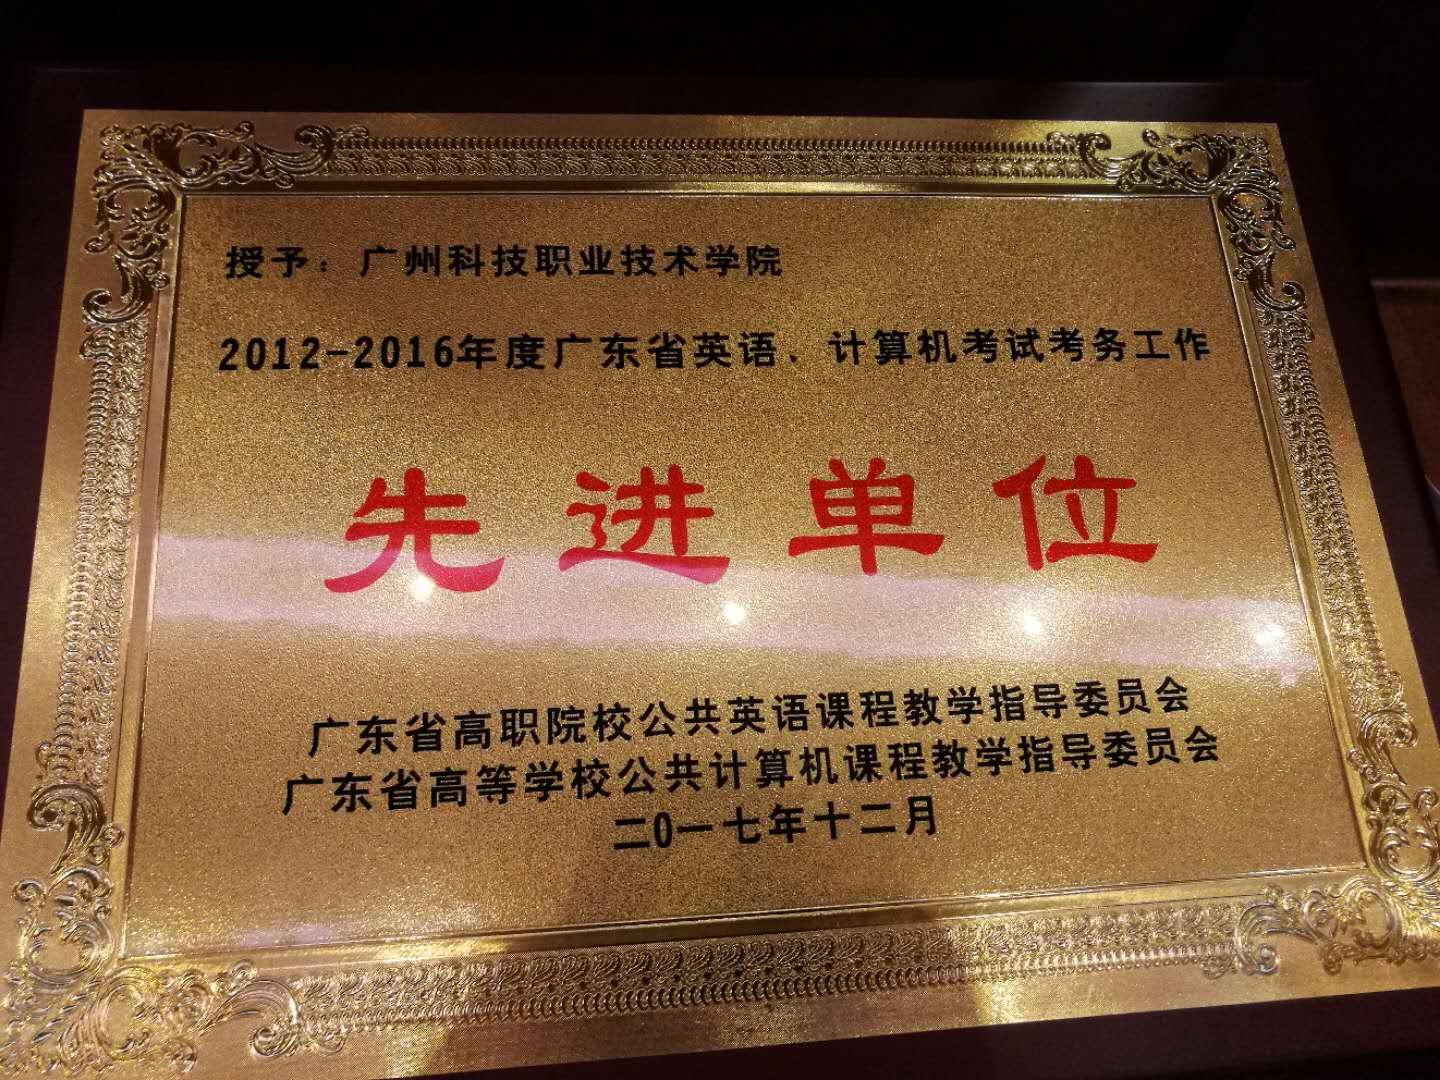 授予：广州科技职业技术学院
2012-2016年度广东省英语、计算机考试考务工作
先进单位
广东省高职院校公共英语课程教学指导委员会
广东省高等学校公共计算机课程教学指导委员会
二0一七年十二月